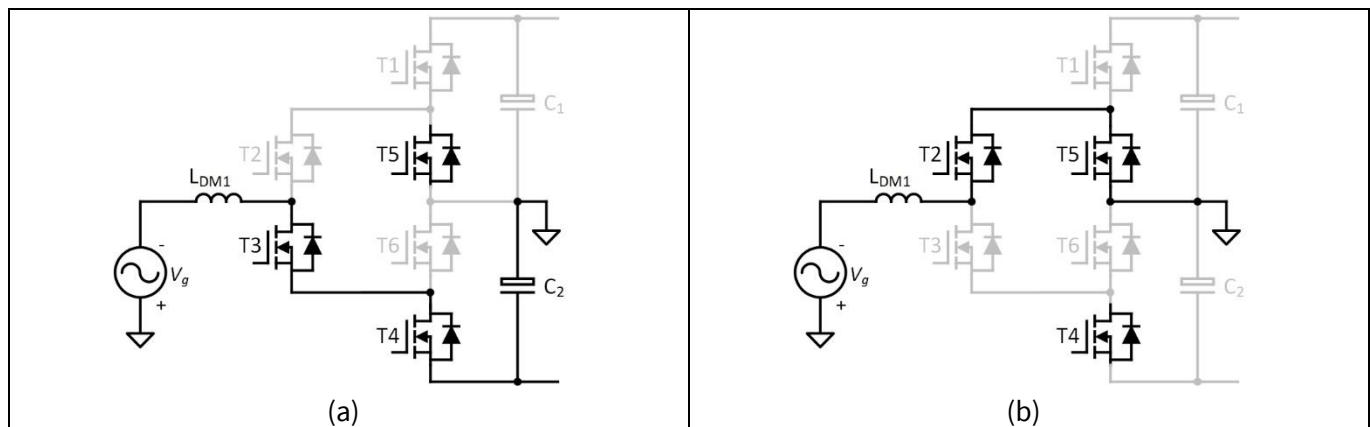 T1
C1
T2
T5
LDM1
T3
T6
-
Vg
+
C2
T4
(a)
T1
C1
T2
T5
LDM1
T3
T6
-
Vg
+
C2
T4
(b)